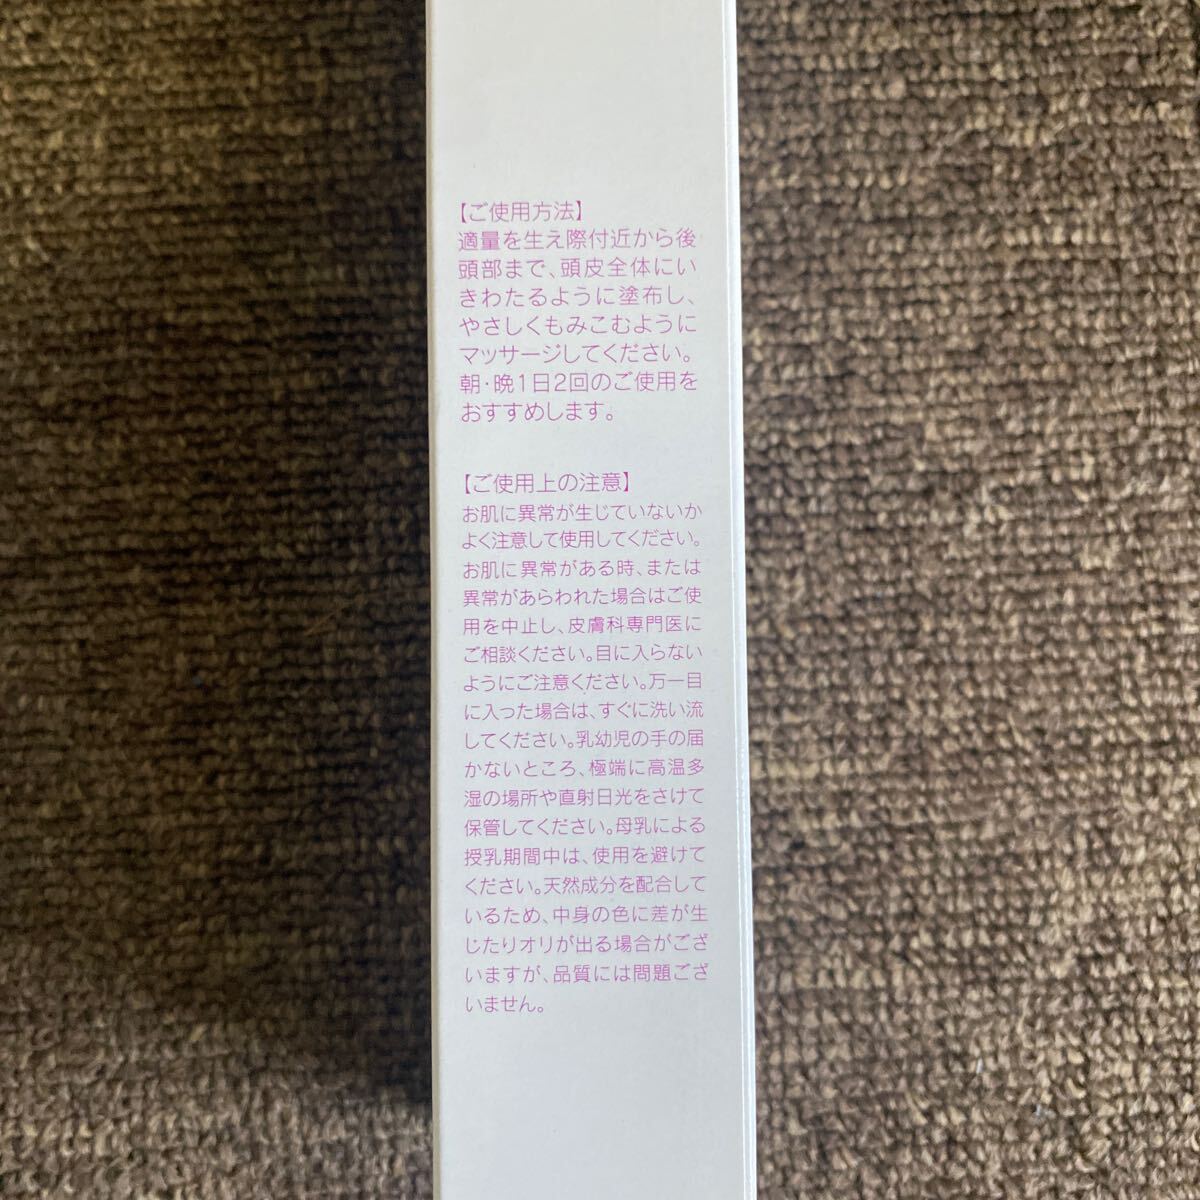 【ご使用方法】
適量を生え際付近から後
頭部まで、頭皮全体にい
きわたるように塗布し、
やさしくもみこむように
マッサージしてください。
朝・晩1日2回のご使用を
おすすめします。
【ご使用上の注意】
お肌に異常が生じていないか
よく注意して使用してください。
お肌に異常がある時、または
異常があらわれた場合はご使
用を中止し、皮膚科専門医に
ご相談ください。目に入らない
ようにご注意ください。万一目
に入った場合は、すぐに洗い流
してください。乳幼児の手の届
かないところ、極端に高温多
湿の場所や直射日光をさけて
保管してください。母乳による
授乳期間中は、使用を避けて
ください。天然成分を配合して
いるため、中身の色に差が生
じたりオリが出る場合がござ
いますが、品質には問題ござ
いません。